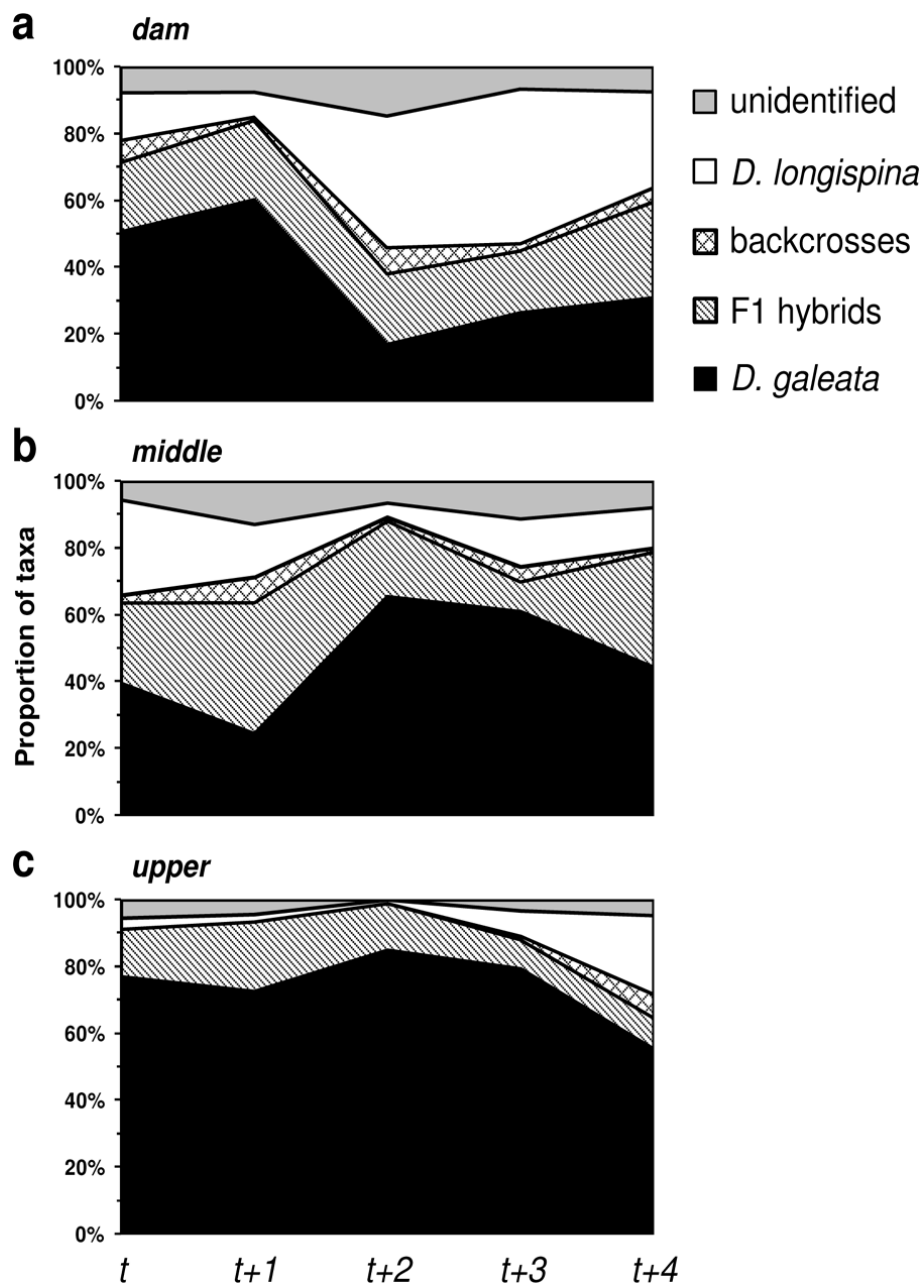 a dam
100%
80%
60%
40%
20%
0%
unidentified
D. longispina
backcrosses
F1 hybrids
D. galeata
b middle
100%
80%
60%
40%
20%
0%
Proportion of taxa
c upper
100%
80%
60%
40%
20%
0%
t t+1 t+2 t+3 t+4